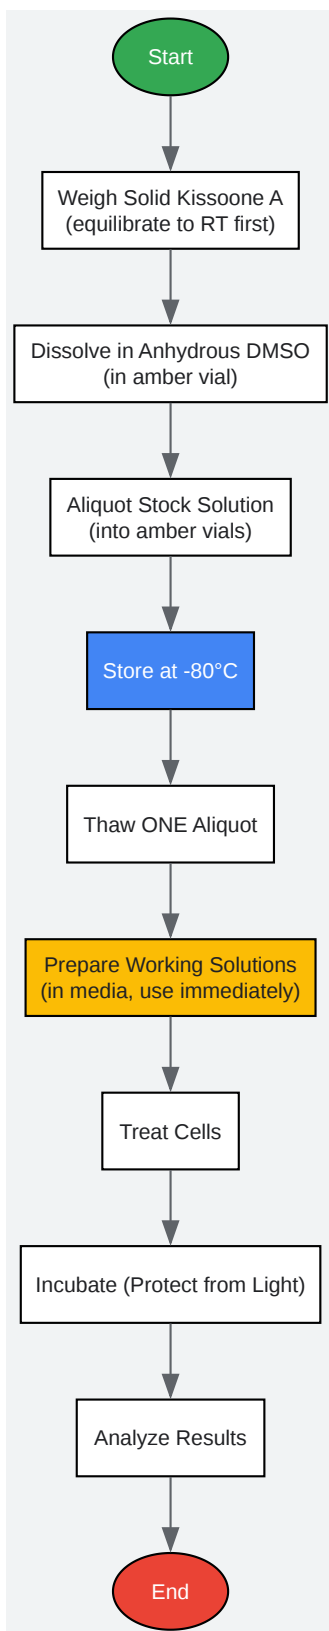 Start
Weigh Solid Kissoone A
(equilibrate to RT first)
Dissolve in Anhydrous DMSO
(in amber vial)
Aliquot Stock Solution
(into amber vials)
Store at -80°C
Thaw ONE Aliquot
Prepare Working Solutions
(in media, use immediately)
Treat Cells
Incubate (Protect from Light)
Analyze Results
End